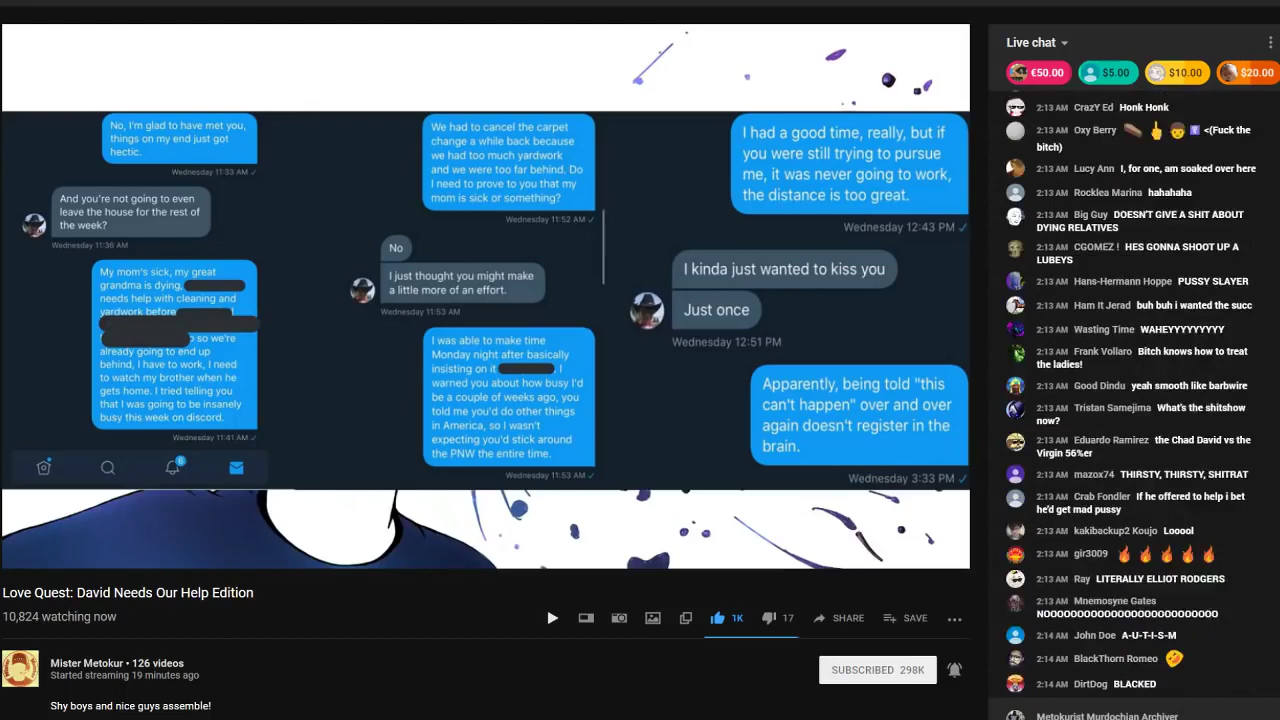 No, I'm glad to have met you,
things on my end just got
hectic.
Wednesday 11:33 AM ✓
And you're not going to even
leave the house for the rest of
the week?
Wednesday 11:36 AM
My mom's sick, my great
grandma is dying,
needs help with cleaning and
yardwork before
so we're
already going to end up
behind, I have to work, I need
to watch my brother when he
gets home. I tried telling you
that I was going to be insanely
busy this week on discord.
Wednesday 11:41 AM ✓
6
We had to cancel the carpet
change a while back because
we had too much yardwork
and we were too far behind. Do
I need to prove to you that my
mom is sick or something?
Wednesday 11:52 AM ✓
No
I just thought you might make
a little more of an effort.
Wednesday 11:53 AM
I was able to make time
Monday night after basically
insisting on it . I
warned you about how busy I'd
be a couple of weeks ago, you
told me you'd do other things
in America, so I wasn't
expecting you'd stick around
the PNW the entire time.
Wednesday 11:53 AM ✓
I had a good time, really, but if
you were still trying to pursue
me, it was never going to work,
the distance is too great.
Wednesday 12:43 PM ✓
I kinda just wanted to kiss you
Just once
Wednesday 12:51 PM
Apparently, being told "this
can't happen" over and over
again doesn't register in the
brain.
Wednesday 3:33 PM ✓
Love Quest: David Needs Our Help Edition
10,824 watching now
1K 17 SHARE SAVE
Mister Metokur • 126 videos
Started streaming 19 minutes ago
SUBSCRIBED 298K
Shy boys and nice guys assemble!
Live chat
€50.00 $5.00 $10.00 $20.00
2:13 AM CrazY Ed Honk Honk
2:13 AM Oxy Berry <(Fuck the
bitch)
2:13 AM Lucy Ann I, for one, am soaked over here
2:13 AM Rocklea Marina hahahaha
2:13 AM Big Guy DOESN'T GIVE A SHIT ABOUT
DYING RELATIVES
2:13 AM CGOMEZ ! HES GONNA SHOOT UP A
LUBEYS
2:13 AM Hans-Hermann Hoppe PUSSY SLAYER
2:13 AM Ham It Jerad buh buh i wanted the succ
2:13 AM Wasting Time WAHEYYYYYYYY
2:13 AM Frank Vollaro Bitch knows how to treat
the ladies!
2:13 AM Good Dindu yeah smooth like barbwire
2:13 AM Tristan Samejima What's the shitshow
now?
2:13 AM Eduardo Ramirez the Chad David vs the
Virgin 56%er
2:13 AM mazox74 THIRSTY, THIRSTY, SHITRAT
2:13 AM Crab Fondler If he offered to help i bet
he'd get mad pussy
2:13 AM kakibackup2 Koujo Looool
2:13 AM gir3009 🔥 🔥 🔥 🔥 🔥
2:13 AM Ray LITERALLY ELLIOT RODGERS
2:13 AM Mnemosyne Gates
NOOOOOOOOOOOOOOOOOOOOOOOOO
2:14 AM John Doe A-U-T-I-S-M
2:14 AM BlackThorn Romeo
2:14 AM DirtDog BLACKED
Metokurist Murdochian Archiver